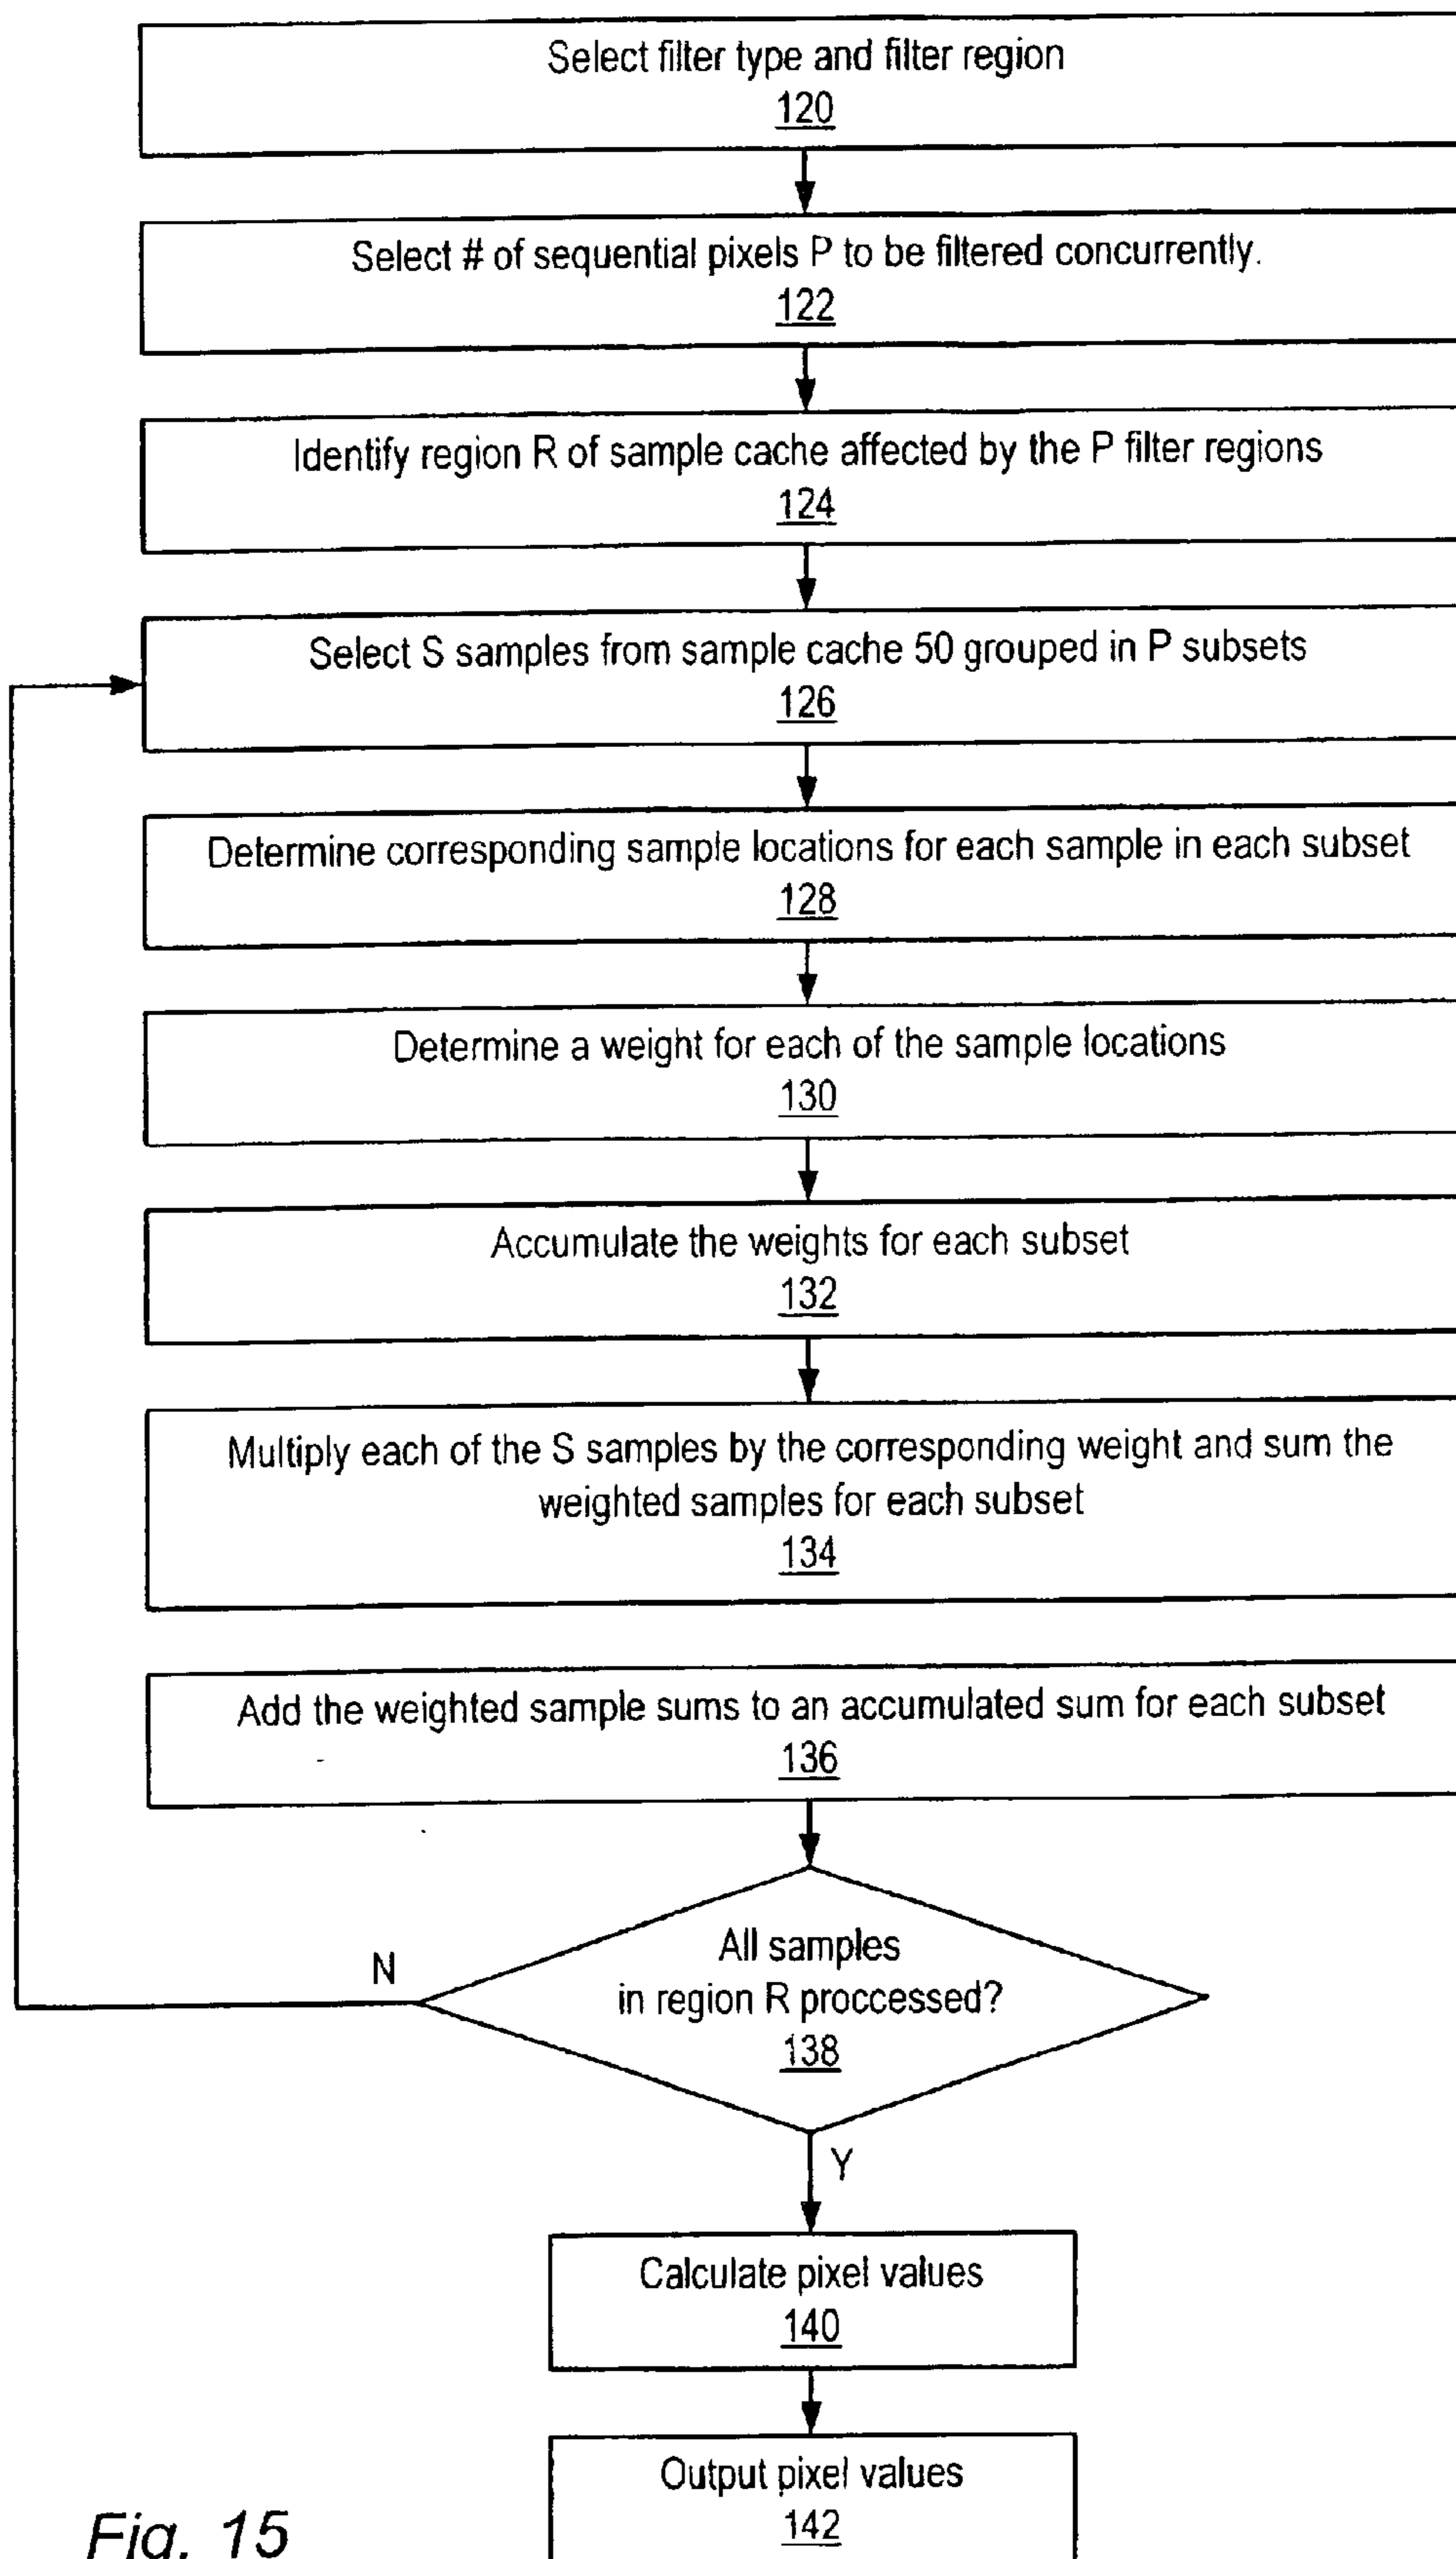 Select filter type and filter region
120
Select # of sequential pixels P to be filtered concurrently.
122
Identify region R of sample cache affected by the P filter regions
124
Select S samples from sample cache 50 grouped in P subsets
126
Determine corresponding sample locations for each sample in each subset
128
Determine a weight for each of the sample locations
130
Accumulate the weights for each subset
132
Multiply each of the S samples by the corresponding weight and sum the
weighted samples for each subset
134
Add the weighted sample sums to an accumulated sum for each subset
136
All samples
in region R proccessed?
138
N
Y
Calculate pixel values
140
Output pixel values
142
Fig. 15